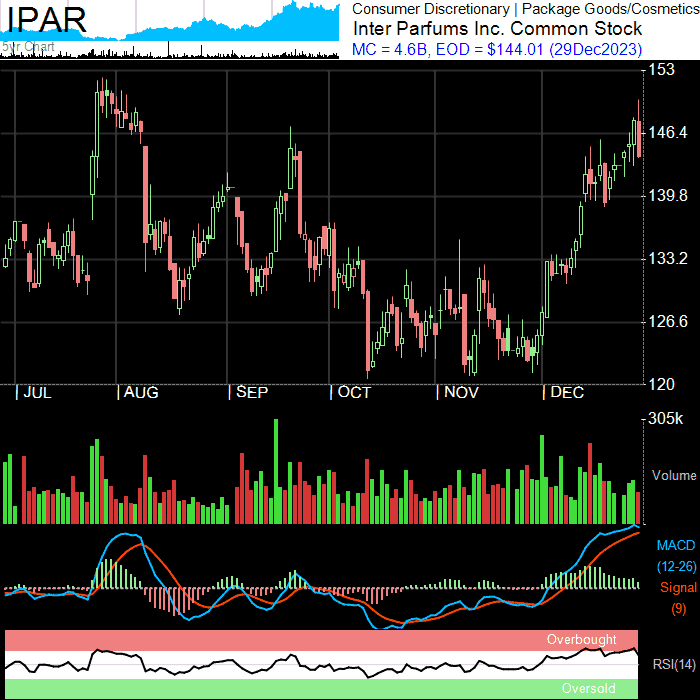 IPAR
5yr Chart
Consumer Discretionary | Package Goods/Cosmetics
Inter Parfums Inc. Common Stock
MC = 4.6B, EOD = $144.01 (29Dec2023)
153
146.4
139.8
133.2
126.6
120
JUL AUG SEP OCT NOV DEC
305k
Volume
MACD
(12-26)
Signal
(9)
Overbought
RSI(14)
Oversold